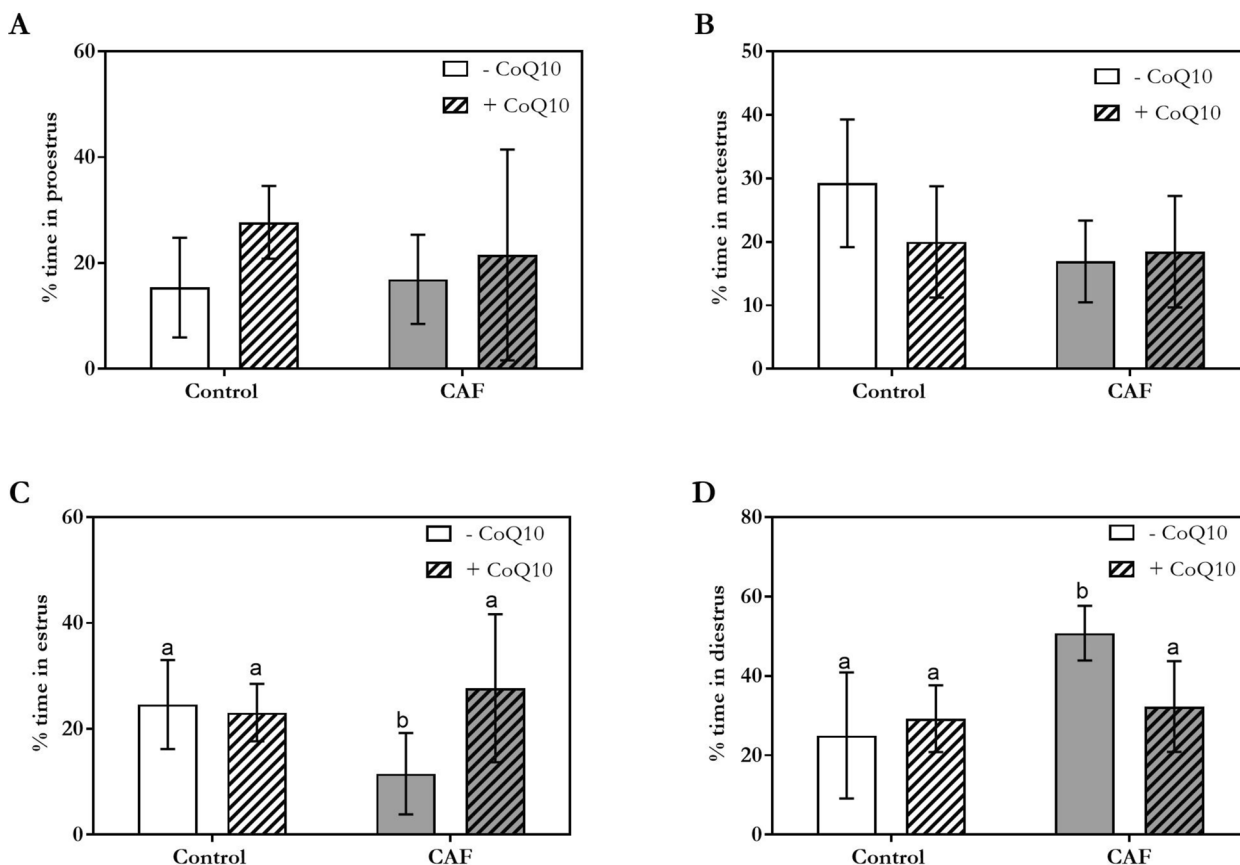 A
% time in proestrus
60
40
20
0
- CoQ10
+ CoQ10
Control
CAF
B
% time in metestrus
50
40
30
20
10
0
- CoQ10
+ CoQ10
Control
CAF
C
% time in estrus
60
40
20
0
- CoQ10
+ CoQ10
a
a
b
a
Control
CAF
D
% time in diestrus
80
60
40
20
0
- CoQ10
+ CoQ10
a
a
b
a
Control
CAF